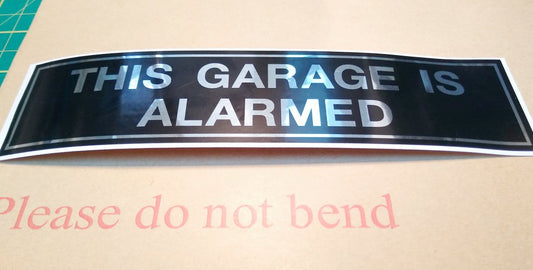 THIS GARAGE IS
ALARMED
Please do not bend